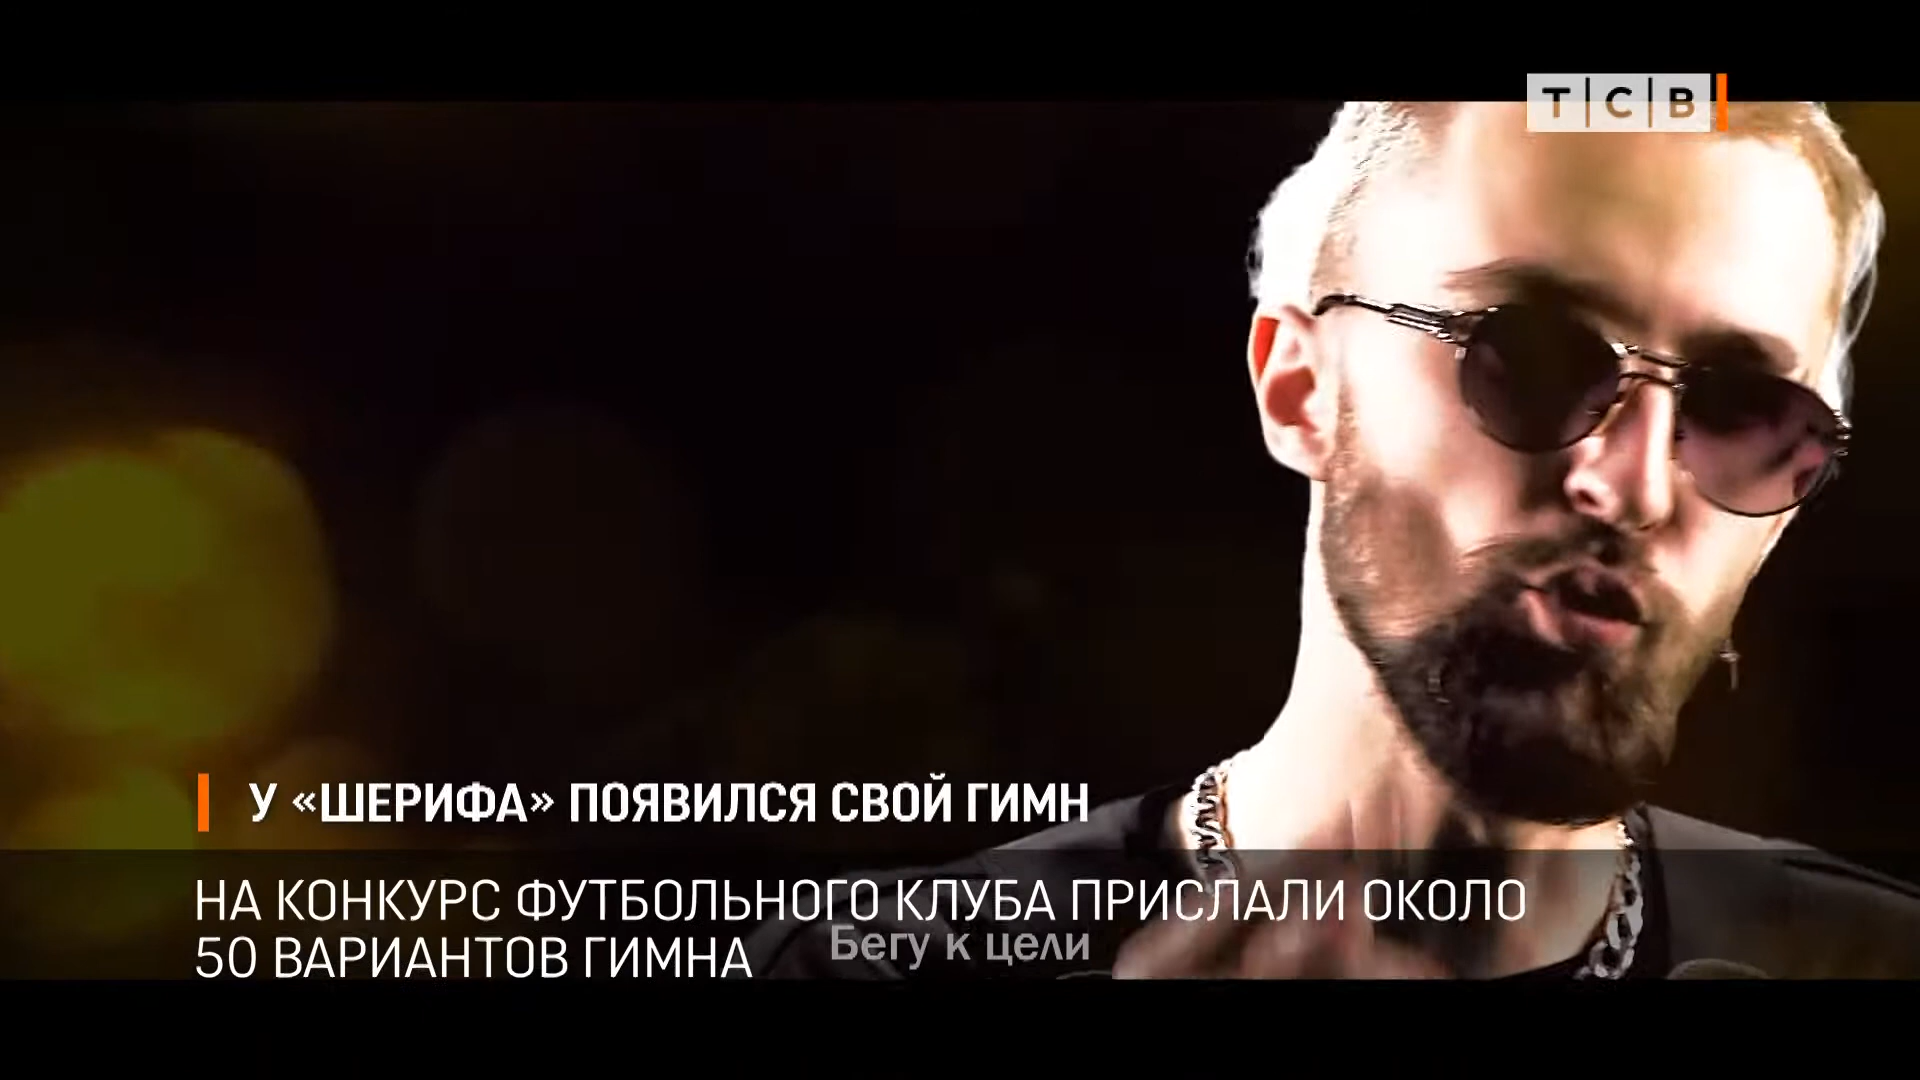 ТСВ
У «ШЕРИФА» ПОЯВИЛСЯ СВОЙ ГИМН
НА КОНКУРС ФУТБОЛЬНОГО КЛУБА ПРИСЛАЛИ ОКОЛО
50 ВАРИАНТОВ ГИМНА
Бегу к цели